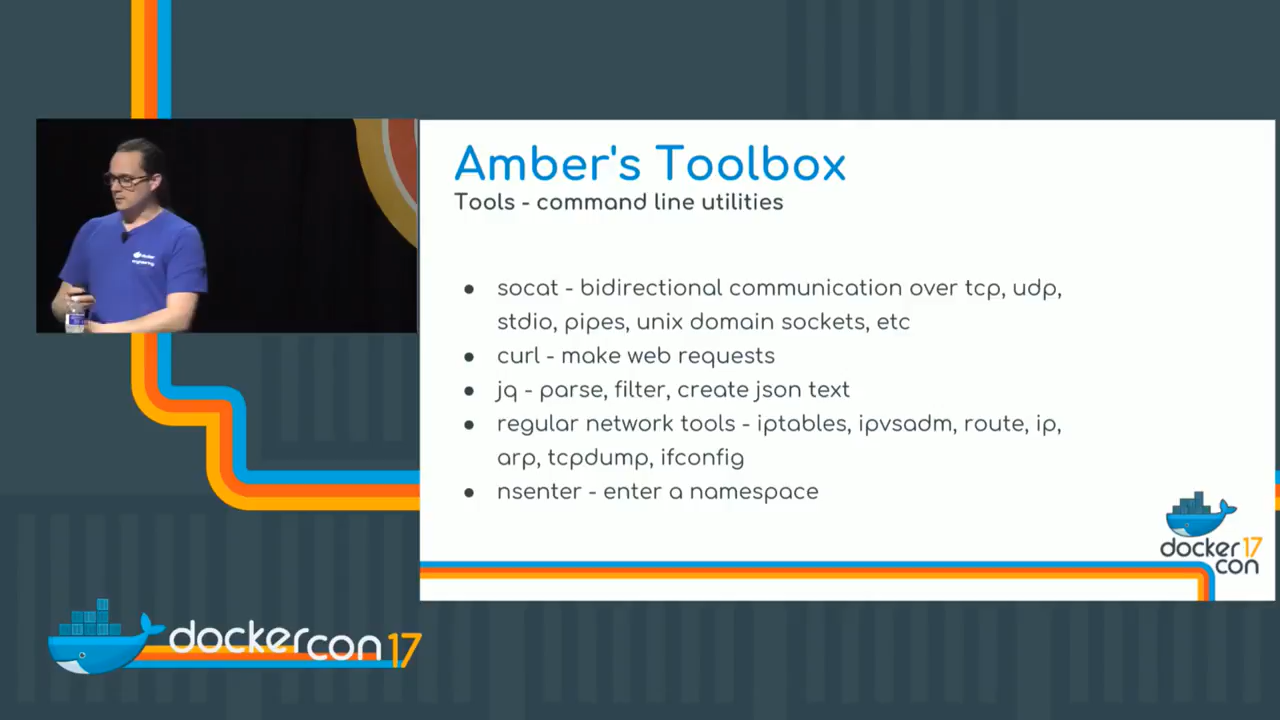 Amber's Toolbox
Tools - command line utilities
● socat - bidirectional communication over tcp, udp,
stdio, pipes, unix domain sockets, etc
● curl - make web requests
● jq - parse, filter, create json text
● regular network tools - iptables, ipvsadm, route, ip,
arp, tcpdump, ifconfig
● nsenter - enter a namespace
docker 17
con
dockercon 17
docker
engineering